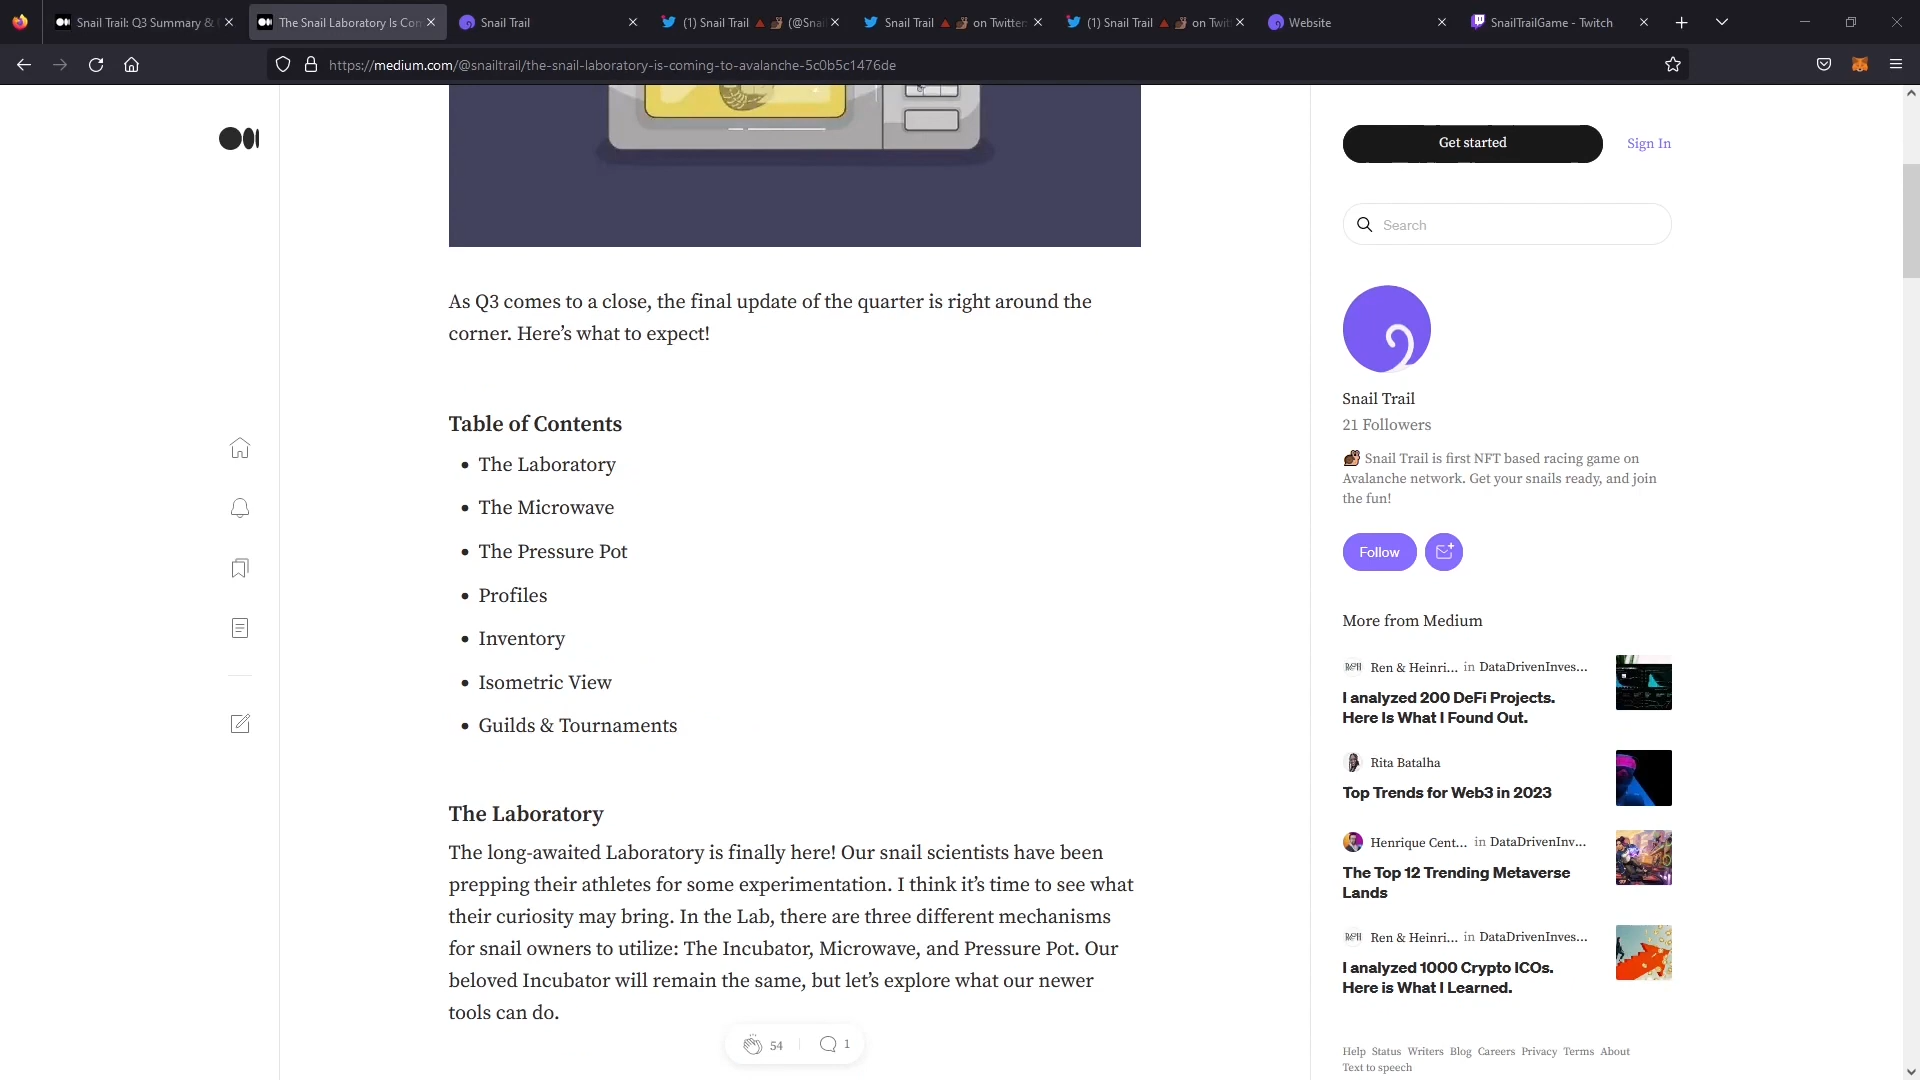 Snail Trail: Q3 Summary &
The Snail Laboratory Is Con
Snail Trail
(1) Snail Trail (@Snai
Snail Trail on Twitter
(1) Snail Trail on Twit
Website
SnailTrailGame - Twitch
https://medium.com/@snailtrail/the-snail-laboratory-is-coming-to-avalanche-5c0b5c1476de
As Q3 comes to a close, the final update of the quarter is right around the
corner. Here’s what to expect!
Table of Contents
• The Laboratory
• The Microwave
• The Pressure Pot
• Profiles
• Inventory
• Isometric View
• Guilds & Tournaments
The Laboratory
The long-awaited Laboratory is finally here! Our snail scientists have been
prepping their athletes for some experimentation. I think it’s time to see what
their curiosity may bring. In the Lab, there are three different mechanisms
for snail owners to utilize: The Incubator, Microwave, and Pressure Pot. Our
beloved Incubator will remain the same, but let’s explore what our newer
tools can do.
54
1
Get started
Sign In
Search
Snail Trail
21 Followers
🐌 Snail Trail is first NFT based racing game on
Avalanche network. Get your snails ready, and join
the fun!
Follow
More from Medium
Ren & Heinri... in DataDrivenInves...
I analyzed 200 DeFi Projects.
Here Is What I Found Out.
Rita Batalha
Top Trends for Web3 in 2023
Henrique Cent... in DataDrivenInv...
The Top 12 Trending Metaverse
Lands
Ren & Heinri... in DataDrivenInves...
I analyzed 1000 Crypto ICOs.
Here is What I Learned.
Help Status Writers Blog Careers Privacy Terms About
Text to speech